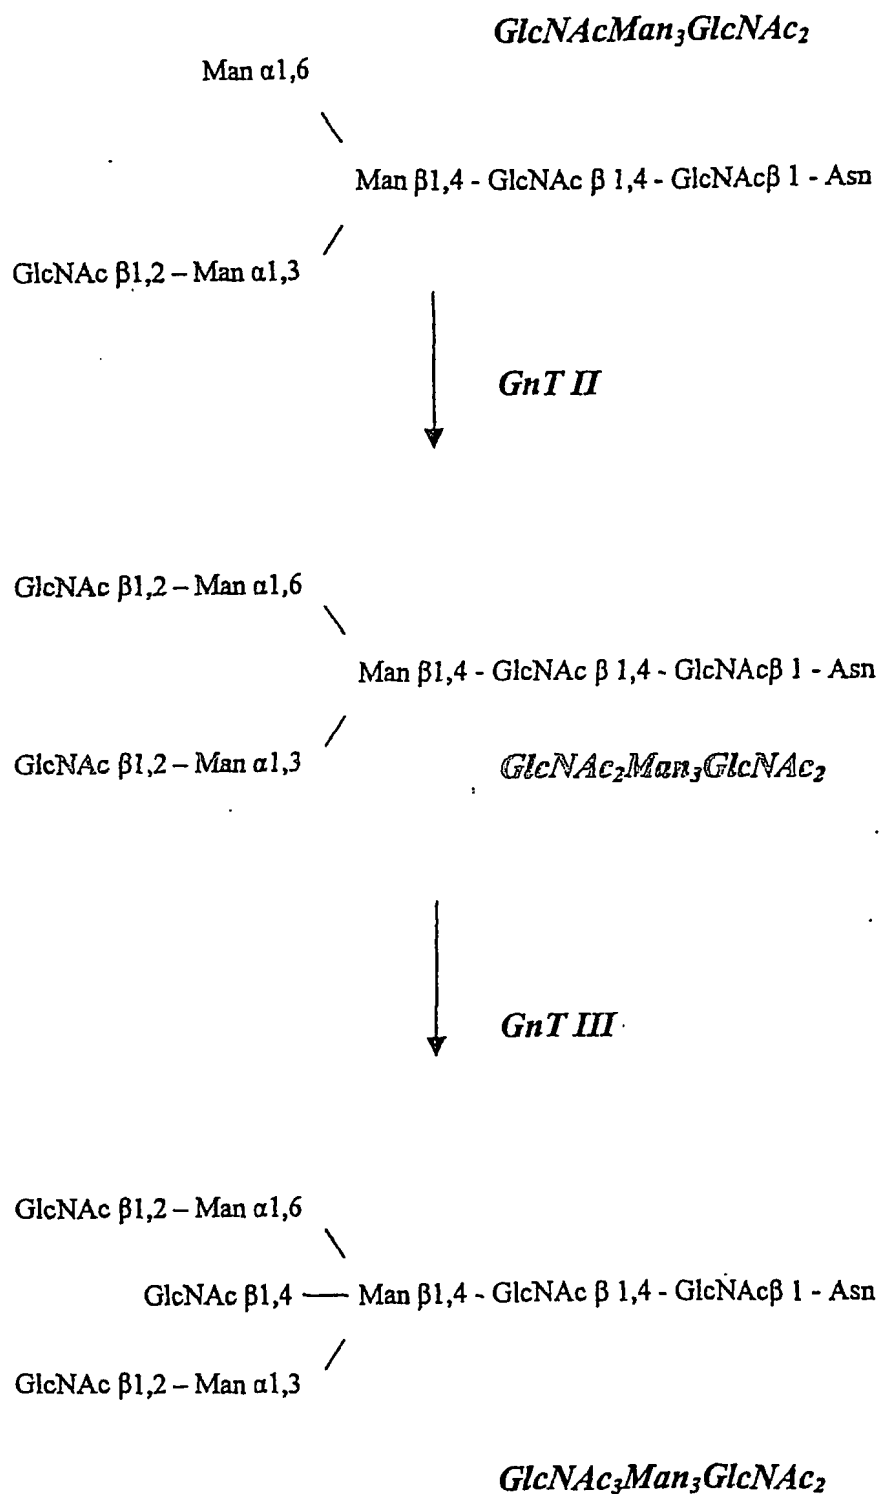 GlcNAcMan₃GlcNAc₂
Man α1,6
\
Man β1,4 - GlcNAc β 1,4 - GlcNAcβ 1 - Asn
/
GlcNAc β1,2 – Man α1,3
GnT II
GlcNAc β1,2 – Man α1,6
\
Man β1,4 - GlcNAc β 1,4 - GlcNAcβ 1 - Asn
/
GlcNAc β1,2 – Man α1,3
GlcNAc₂Man₃GlcNAc₂
GnT III
GlcNAc β1,2 – Man α1,6
\
GlcNAc β1,4 — Man β1,4 - GlcNAc β 1,4 - GlcNAcβ 1 - Asn
/
GlcNAc β1,2 – Man α1,3
GlcNAc₃Man₃GlcNAc₂